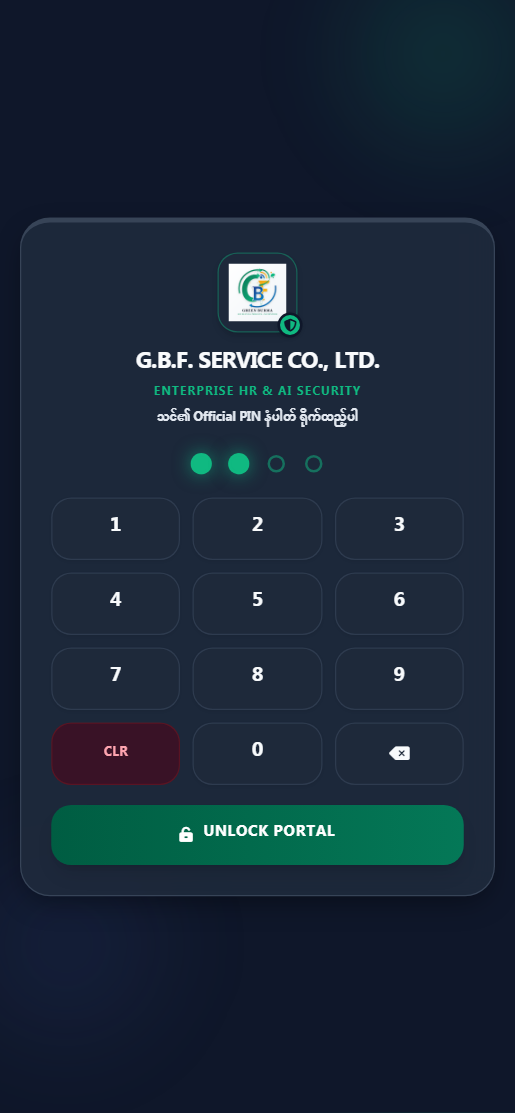 G.B.F. SERVICE CO., LTD.
ENTERPRISE HR & AI SECURITY
သင်၏ Official PIN နံပါတ် ရိုက်ထည့်ပါ
1 2 3
4 5 6
7 8 9
CLR 0
UNLOCK PORTAL